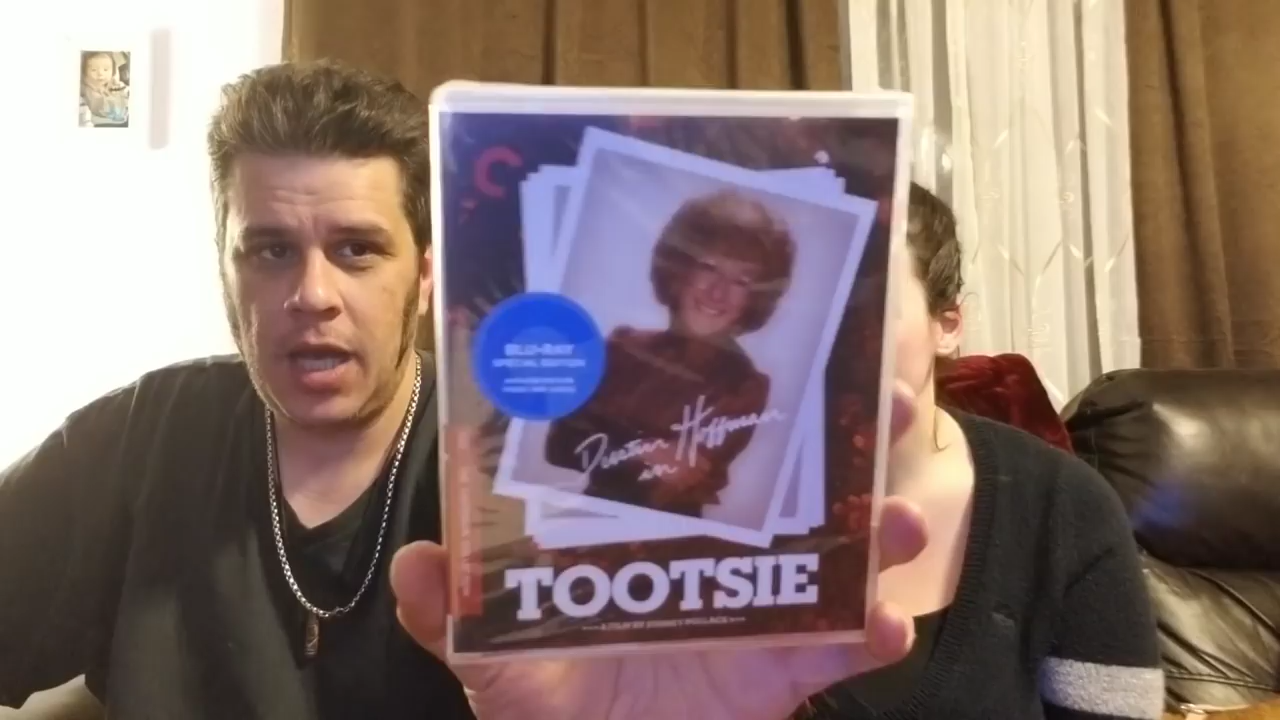 BLU-RAY
SPECIAL EDITION
Dustin Hoffman
in
TOOTSIE
A FILM BY SYDNEY POLLACK